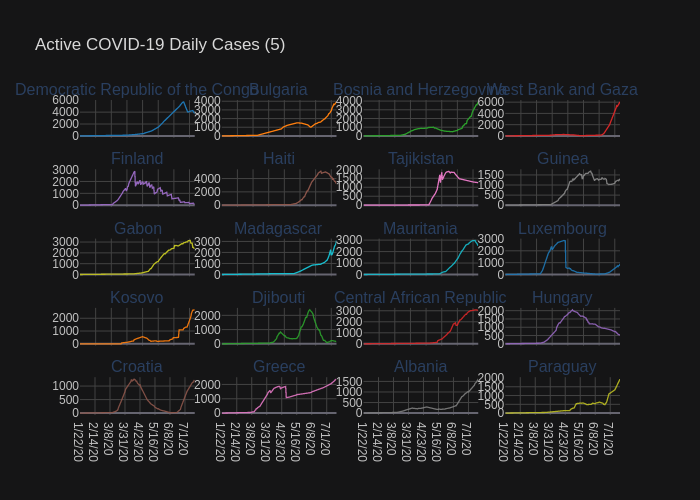 Active COVID-19 Daily Cases (5)
Democratic Republic of the Congo Bulgaria Bosnia and Herzegovina West Bank and Gaza
6000 4000 2000 0 4000 3000 2000 1000 0 4000 3000 2000 1000 0 6000 4000 2000 0
Finland Haiti Tajikistan Guinea
3000 2000 1000 0 4000 2000 0 2000 1500 1000 500 0 1500 1000 500 0
Gabon Madagascar Mauritania Luxembourg
3000 2000 1000 0 3000 2000 1000 0 3000 2000 1000 0 3000 2000 1000 0
Kosovo Djibouti Central African Republic Hungary
2000 1000 0 2000 1000 0 3000 2000 1000 0 2000 1500 1000 500 0
Croatia Greece Albania Paraguay
1000 500 0 2000 1000 0 1500 1000 500 0 2000 1500 1000 500 0
1/22/20 2/14/20 3/8/20 3/31/20 4/23/20 5/16/20 6/8/20 7/1/20 1/22/20 2/14/20 3/8/20 3/31/20 4/23/20 5/16/20 6/8/20 7/1/20 1/22/20 2/14/20 3/8/20 3/31/20 4/23/20 5/16/20 6/8/20 7/1/20 1/22/20 2/14/20 3/8/20 3/31/20 4/23/20 5/16/20 6/8/20 7/1/20